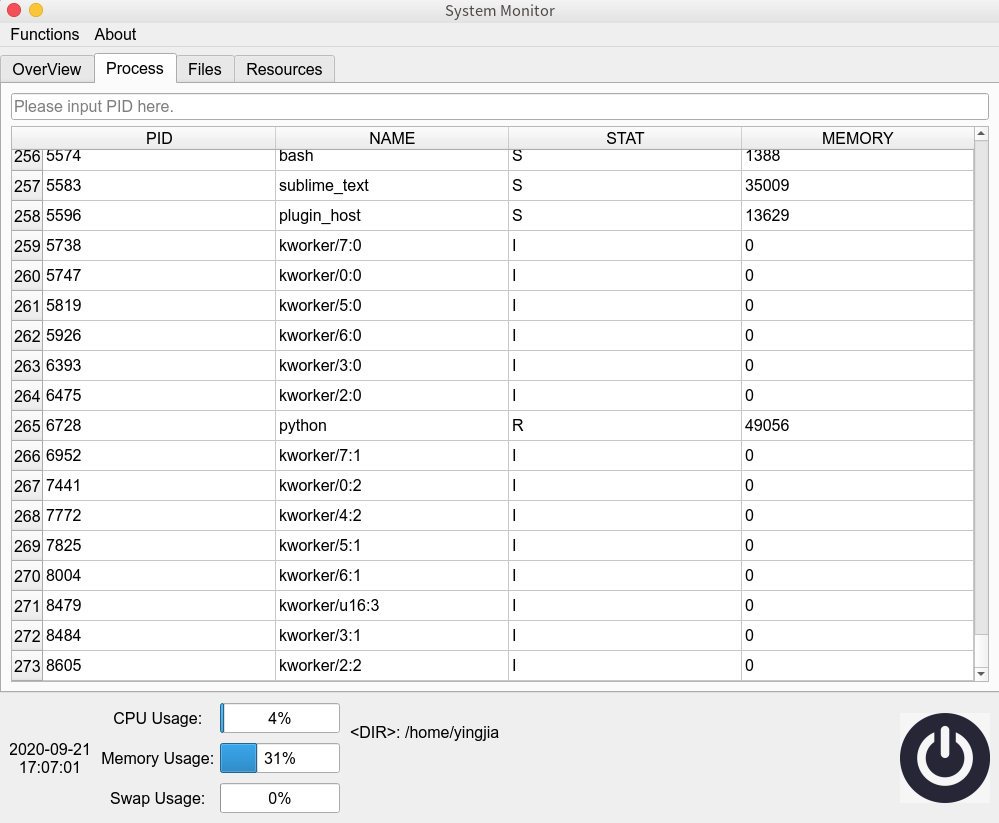 System Monitor
Functions About
OverView Process Files Resources
Please input PID here.
PID NAME STAT MEMORY
256 5574 bash S 1388
257 5583 sublime_text S 35009
258 5596 plugin_host S 13629
259 5738 kworker/7:0 I 0
260 5747 kworker/0:0 I 0
261 5819 kworker/5:0 I 0
262 5926 kworker/6:0 I 0
263 6393 kworker/3:0 I 0
264 6475 kworker/2:0 I 0
265 6728 python R 49056
266 6952 kworker/7:1 I 0
267 7441 kworker/0:2 I 0
268 7772 kworker/4:2 I 0
269 7825 kworker/5:1 I 0
270 8004 kworker/6:1 I 0
271 8479 kworker/u16:3 I 0
272 8484 kworker/3:1 I 0
273 8605 kworker/2:2 I 0
2020-09-21
17:07:01
CPU Usage: 4%
Memory Usage: 31%
Swap Usage: 0%
<DIR>: /home/yingjia